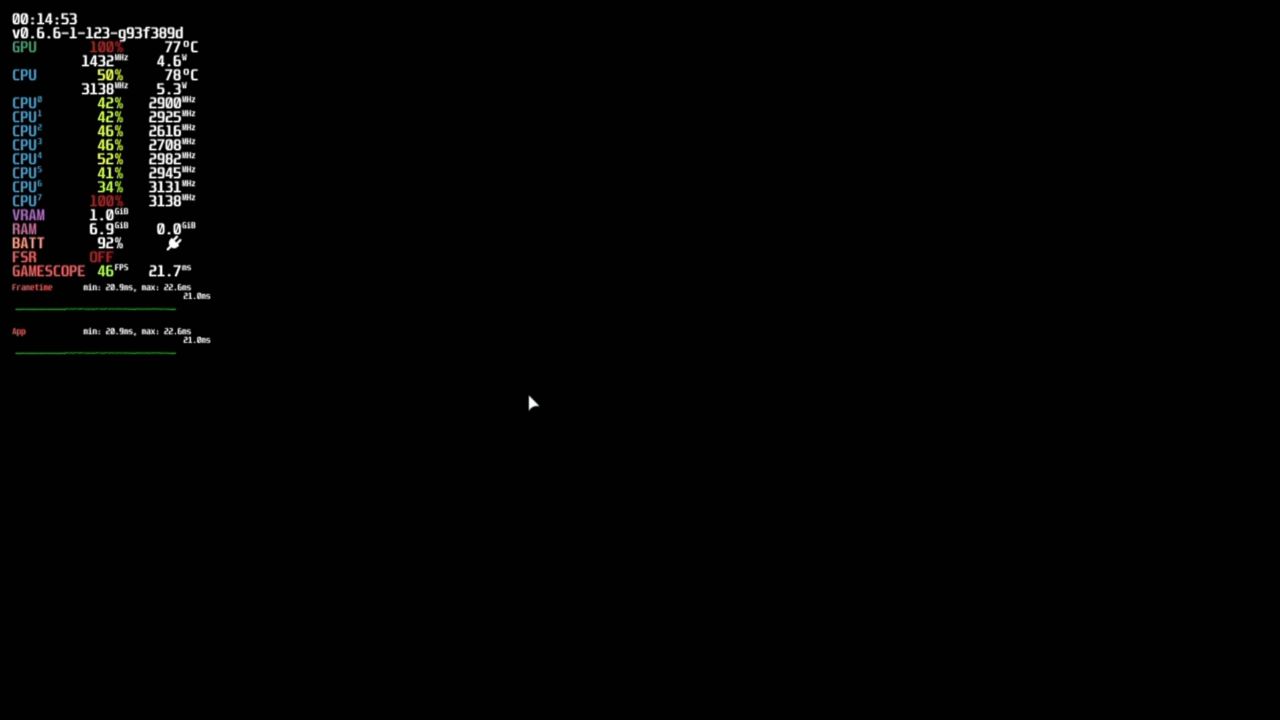 00:14:53
v0.6.6-1-123-g93f389d
GPU 100% 77°C
1432MHz 4.6W
CPU 50% 78°C
3138MHz 5.3W
CPU0 42% 2900MHz
CPU1 42% 2925MHz
CPU2 46% 2616MHz
CPU3 46% 2708MHz
CPU4 52% 2982MHz
CPU5 41% 2945MHz
CPU6 34% 3131MHz
CPU7 100% 3138MHz
VRAM 1.0GiB
RAM 6.9GiB 0.0GiB
BATT 92%
FSR OFF
GAMESCOPE 46FPS 21.7ms
Frametime min: 20.9ms, max: 22.6ms
21.0ms
App min: 20.9ms, max: 22.6ms
21.0ms